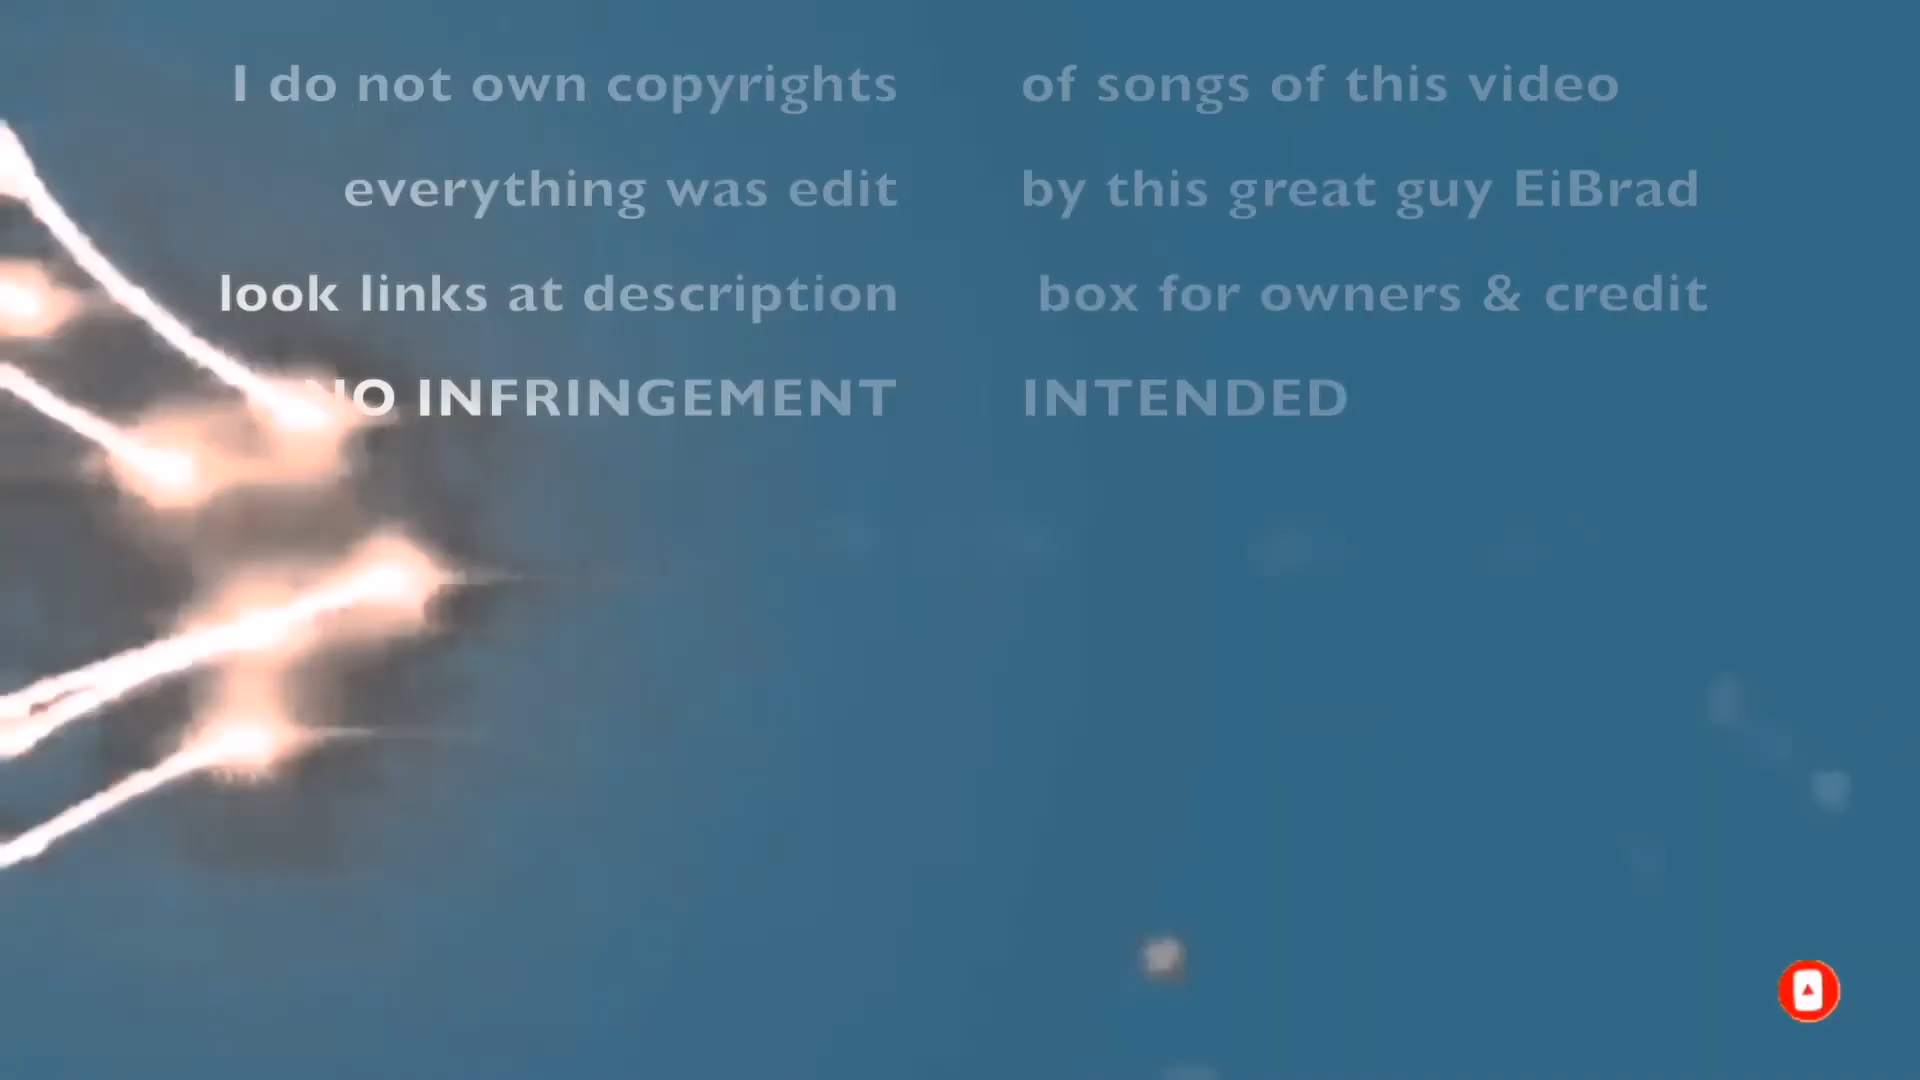 I do not own copyrights of songs of this video
everything was edit by this great guy EiBrad
look links at description box for owners & credit
NO INFRINGEMENT INTENDED